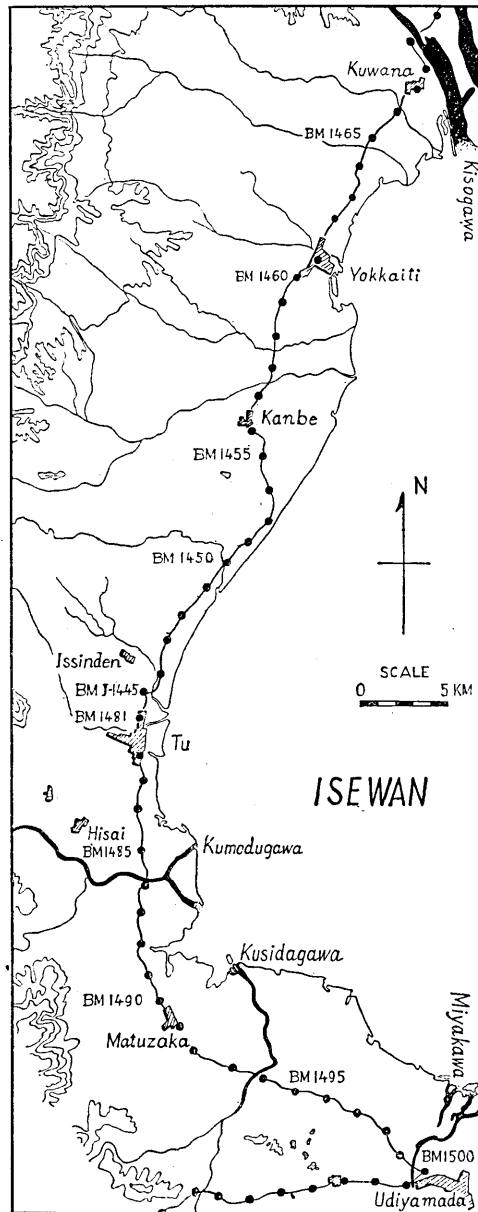 Kuwana
BM 1465
Kisogawa
BM 1460
Yokkaiti
Kanbe
BM 1455
N
BM 1450
Issinden
SCALE
0 5 KM
BM J-1445
BM 1481
Tu
ISEWAN
Hisai
BM1485
Kumodugawa
Kusidagawa
BM 1490
Miyakawa
Matuzaka
BM 1495
BM1500
Udiyamada